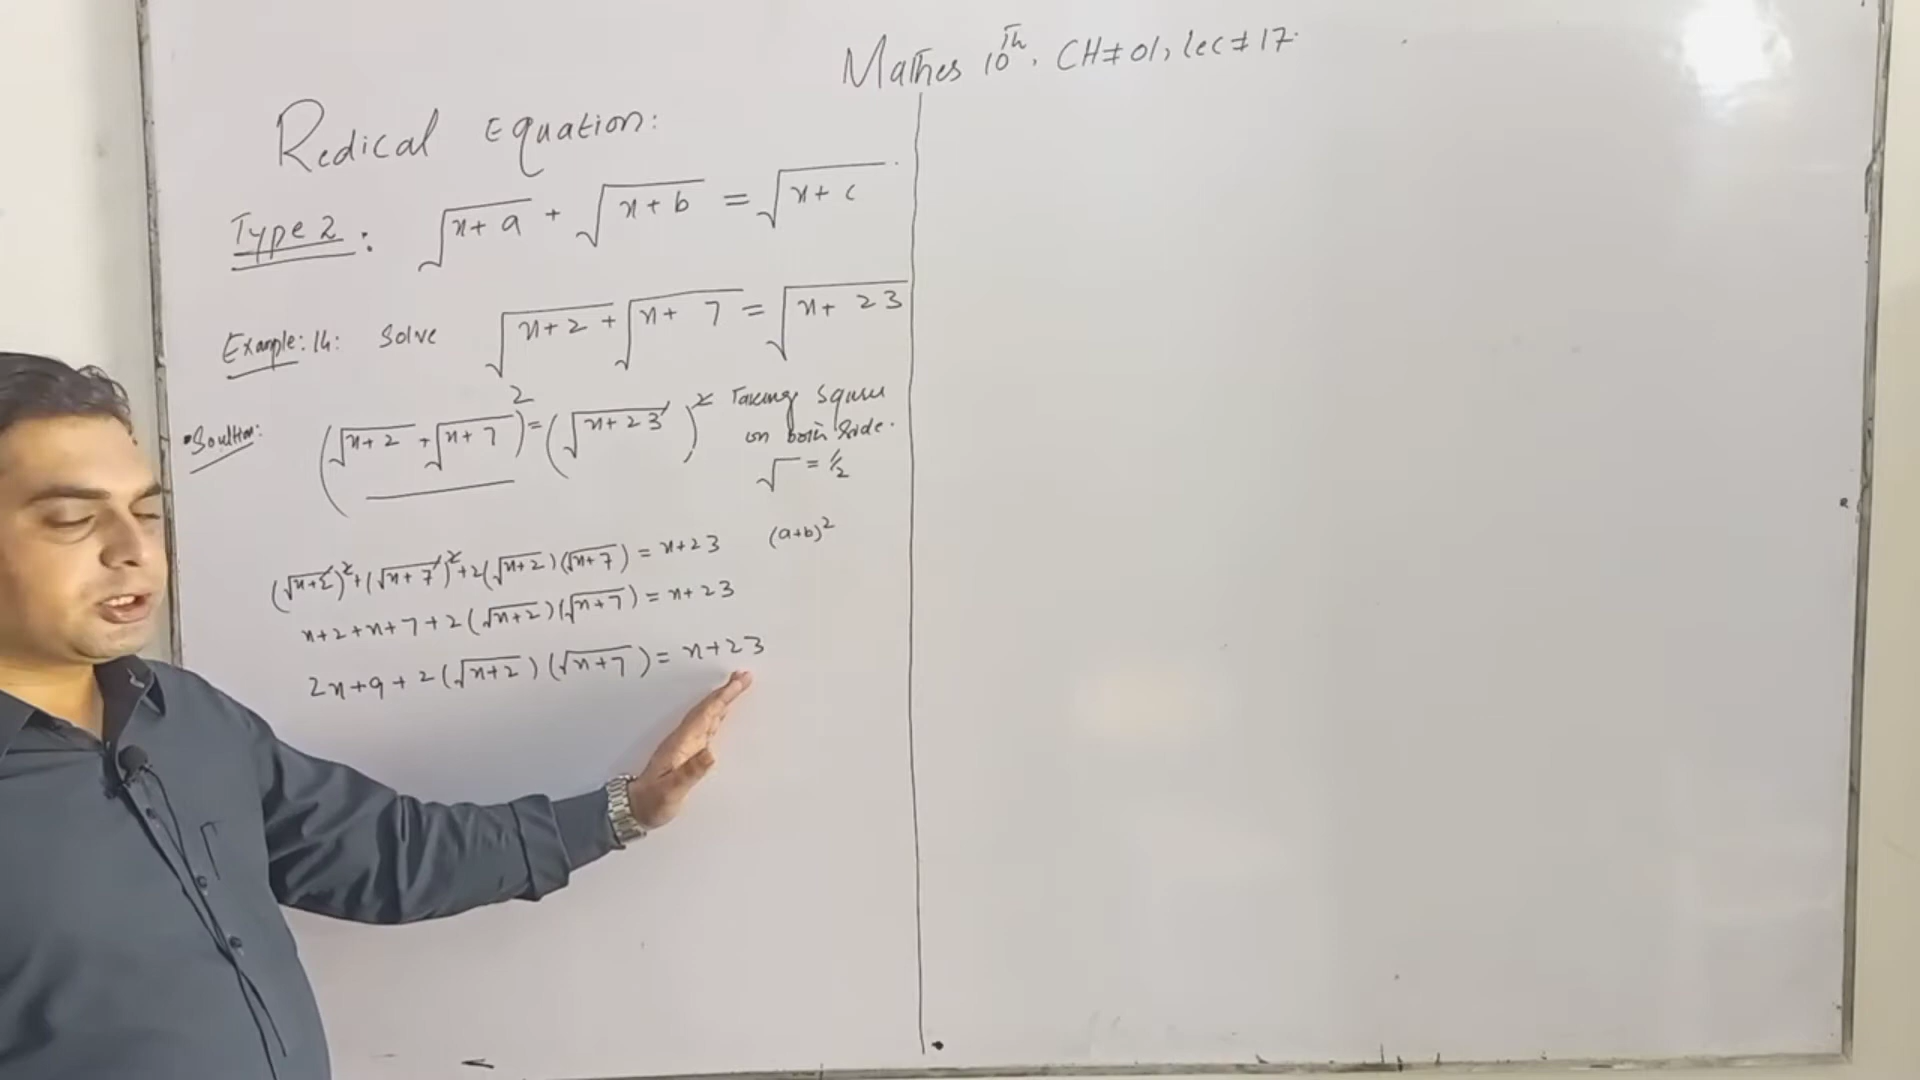 Mathes 10th, CH# 01, lec # 17.
Redical Equation:
Type 2: √(x+a) + √(x+b) = √(x+c)
Example: 14: Solve √(x+2) + √(x+7) = √(x+23)
Soultion: (√(x+2) + √(x+7))² = (√(x+23))² Taking Square
on both Side.
√ = 1/2
(√(x+2))² + (√(x+7))² + 2(√(x+2))(√(x+7)) = x+23 (a+b)²
x+2+x+7+2(√(x+2))(√(x+7)) = x+23
2x+9+2(√(x+2))(√(x+7)) = x+23